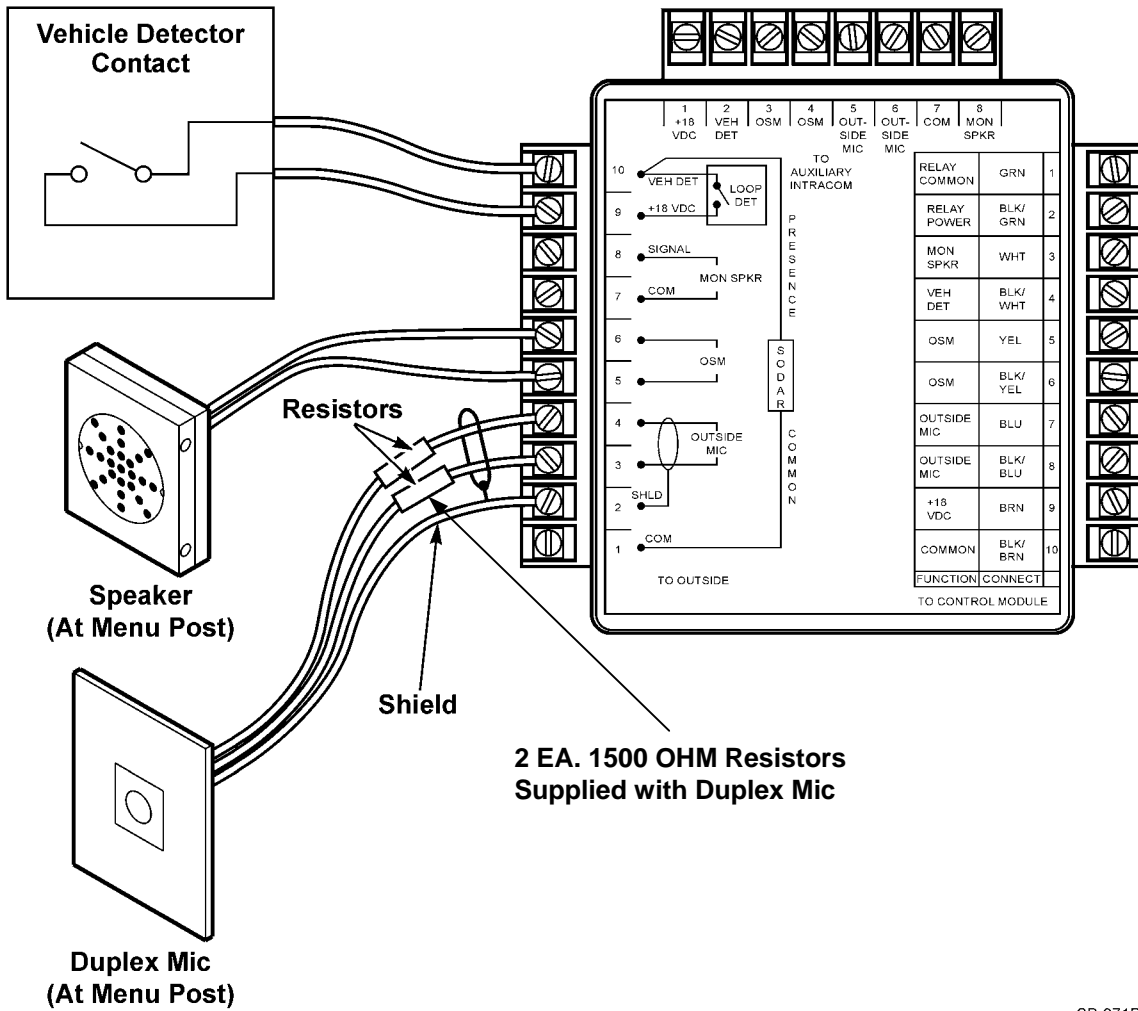 Vehicle Detector
Contact
1
+18
VDC
2
VEH
DET
3
OSM
4
OSM
5
OUT-
SIDE
MIC
6
OUT-
SIDE
MIC
7
COM
8
MON
SPKR
TO
AUXILIARY
INTRACOM
10
VEH DET
LOOP
DET
9
+18 VDC
8
SIGNAL
MON SPKR
7
COM
6
OSM
5
4
OUTSIDE
MIC
3
SHLD
2
COM
1
PRESENCE
SODAR
COMMON
TO OUTSIDE
RELAY
COMMON
GRN
1
RELAY
POWER
BLK/
GRN
2
MON
SPKR
WHT
3
VEH
DET
BLK/
WHT
4
OSM
YEL
5
OSM
BLK/
YEL
6
OUTSIDE
MIC
BLU
7
OUTSIDE
MIC
BLK/
BLU
8
+18
VDC
BRN
9
COMMON
BLK/
BRN
10
FUNCTION CONNECT
TO CONTROL MODULE
Resistors
Speaker
(At Menu Post)
Shield
2 EA. 1500 OHM Resistors
Supplied with Duplex Mic
Duplex Mic
(At Menu Post)